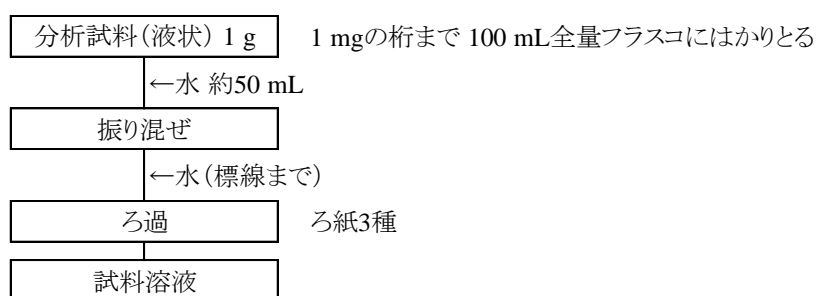 分析試料（液状） 1 g 1 mgの桁まで 100 mL全量フラスコにはかりとる
←水 約50 mL
振り混ぜ
←水（標線まで）
ろ過 ろ紙3種
試料溶液